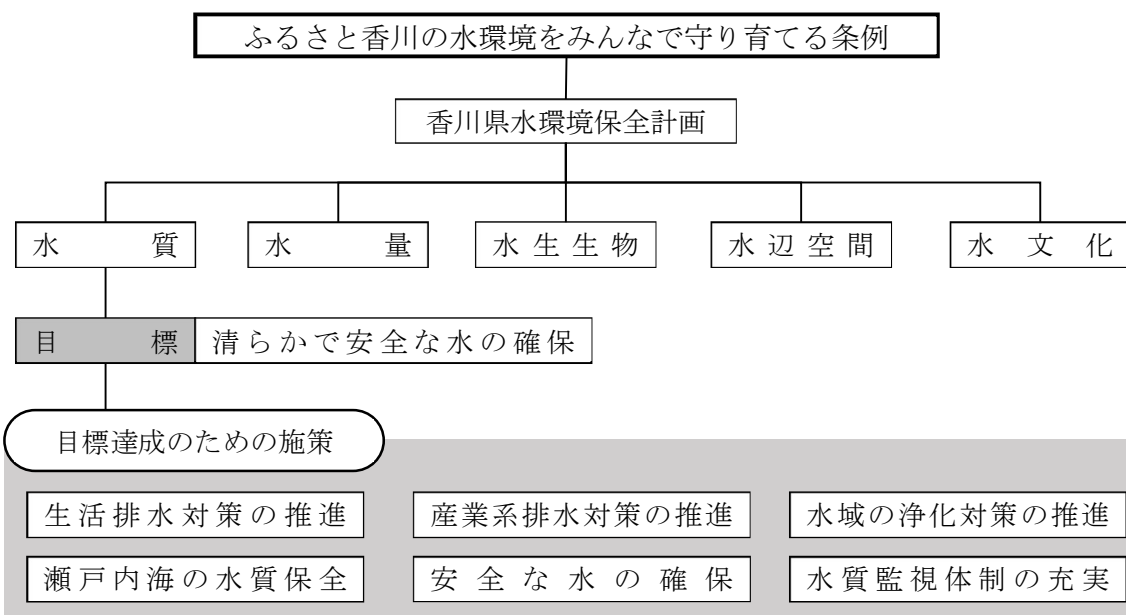 ふるさと香川の水環境をみんなで守り育てる条例
香川県水環境保全計画
水質
水量
水生生物
水辺空間
水文化
目標 清らかで安全な水の確保
目標達成のための施策
生活排水対策の推進
産業系排水対策の推進
水域の浄化対策の推進
瀬戸内海の水質保全
安全な水の確保
水質監視体制の充実